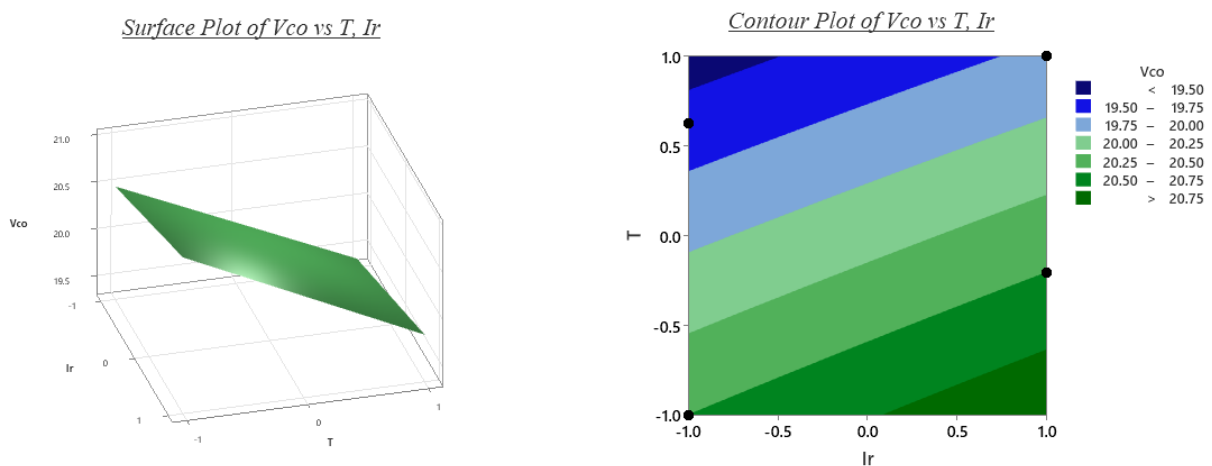 Surface Plot of Vco vs T, Ir
21.0
20.5
Vco
20.0
19.5
-1
Ir
0
1
-1
0
1
T
Contour Plot of Vco vs T, Ir
1.0
0.5
T
0.0
-0.5
-1.0
-1.0 -0.5 0.0 0.5 1.0
Ir
Vco
< 19.50
19.50 – 19.75
19.75 – 20.00
20.00 – 20.25
20.25 – 20.50
20.50 – 20.75
> 20.75